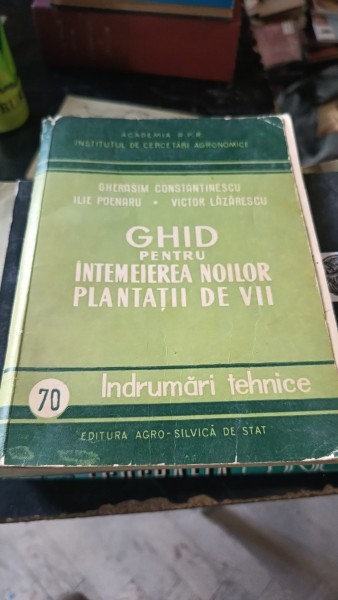 ACADEMIA R.P.R.
INSTITUTUL DE CERCETĂRI AGRONOMICE
GHERASIM CONSTANTINESCU
ILIE POENARU • VICTOR LĂZĂRESCU
GHID
PENTRU
ÎNTEMEIEREA NOILOR
PLANTAȚII DE VII
70 Indrumări tehnice
EDITURA AGRO-SILVICĂ DE STAT